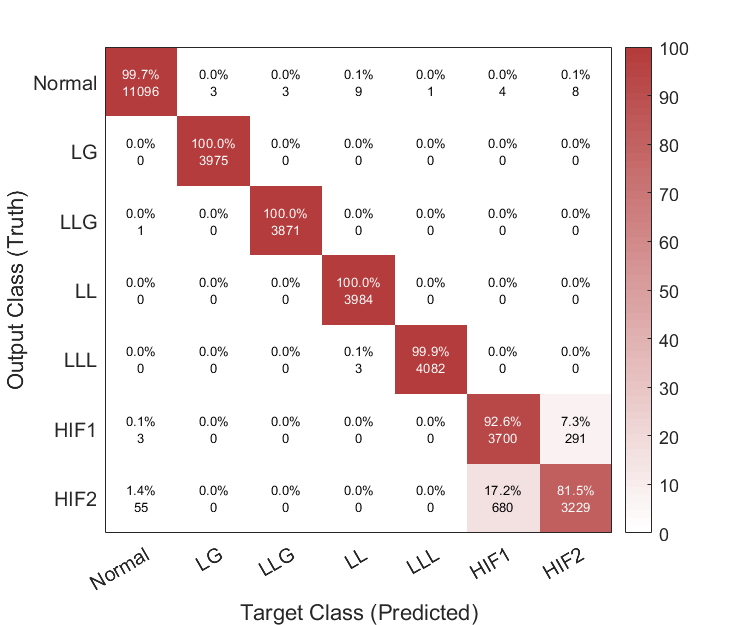 99.7% 0.0% 0.0% 0.1% 0.0% 0.0% 0.1% 100
Normal 11096 3 3 9 1 4 8
90
0.0% 100.0% 0.0% 0.0% 0.0% 0.0% 0.0%
LG 0 3975 0 0 0 0 0
80
0.0% 0.0% 100.0% 0.0% 0.0% 0.0% 0.0%
LLG 1 0 3871 0 0 0 0
70
60
0.0% 0.0% 0.0% 100.0% 0.0% 0.0% 0.0%
LL 0 0 0 3984 0 0 0
50
40
0.0% 0.0% 0.0% 0.1% 99.9% 0.0% 0.0%
LLL 0 0 0 3 4082 0 0
30
0.1% 0.0% 0.0% 0.0% 0.0% 92.6% 7.3%
HIF1 3 0 0 0 0 3700 291
20
1.4% 0.0% 0.0% 0.0% 0.0% 17.2% 81.5%
HIF2 55 0 0 0 0 680 3229
10
0
Output Class (Truth)
Normal LG LLG LL LLL HIF1 HIF2
Target Class (Predicted)